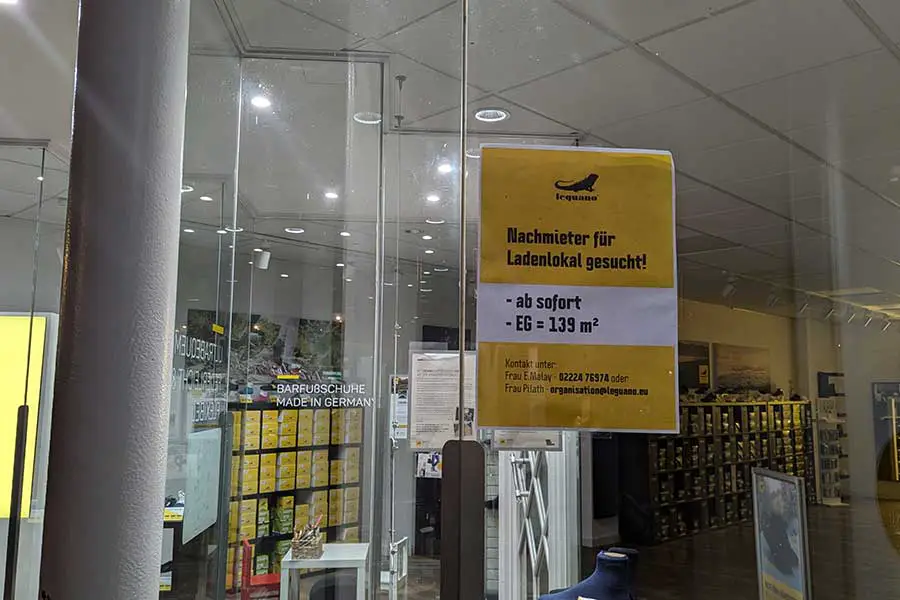 leguano
Nachmieter für
Ladenlokal gesucht!
- ab sofort
- EG = 139 m²
Kontakt unter:
Frau E.Malay - 02224 76974 oder
Frau Pilath - organisation@leguano.eu
BARFUẞSCHUHE
MADE IN GERMANY